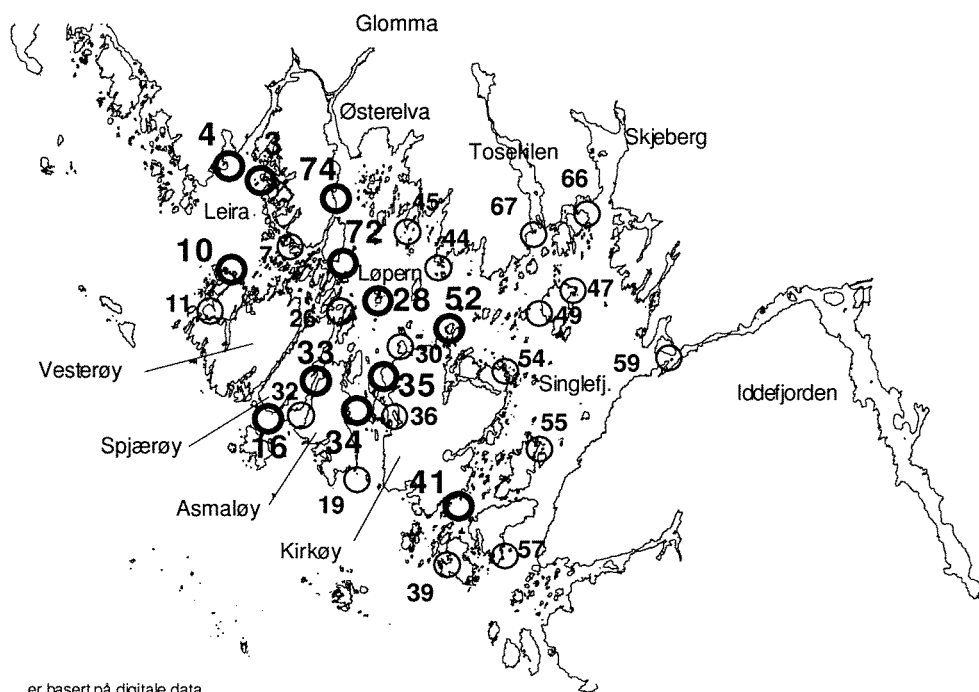 Glomma
Østerelva
4
3
74
Tosekilen
Skjeberg
66
67
45
Leira
72
7
44
10
Løpern
47
11
28
52
49
26
30
54
59
Vesterøy
33
35
Singlefj.
Iddefjorden
32
36
55
Spjærøy
16
34
41
19
Asmaløy
Kirkøy
57
39
er basert på digitale data